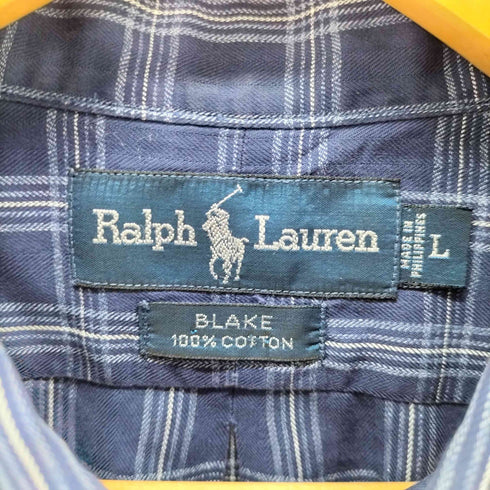 Ralph Lauren
MADE IN
PHILIPPINES
L
BLAKE
100% COTTON